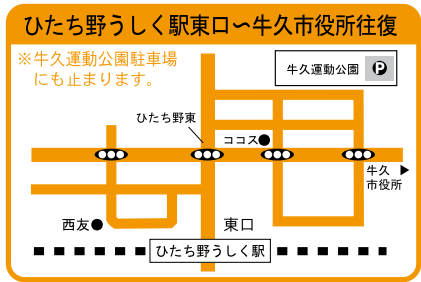 ひたち野うしく駅東口〜牛久市役所往復
※牛久運動公園駐車場
にも止まります。
牛久運動公園 P
ひたち野東
ココス
牛久
市役所
西友
東口
ひたち野うしく駅